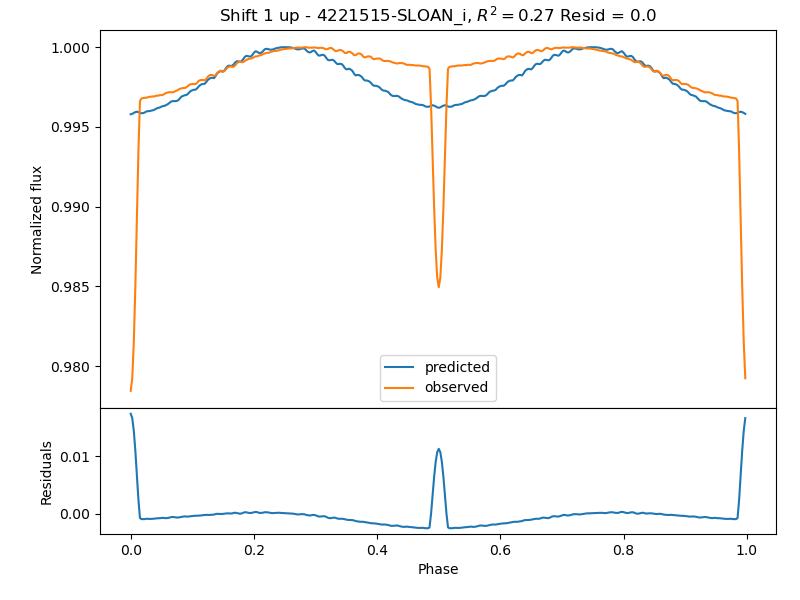 Shift 1 up - 4221515-SLOAN_i, R² = 0.27 Resid = 0.0
1.000
0.995
0.990
0.985
0.980
Normalized flux
predicted
observed
0.01
0.00
Residuals
0.0 0.2 0.4 0.6 0.8 1.0
Phase